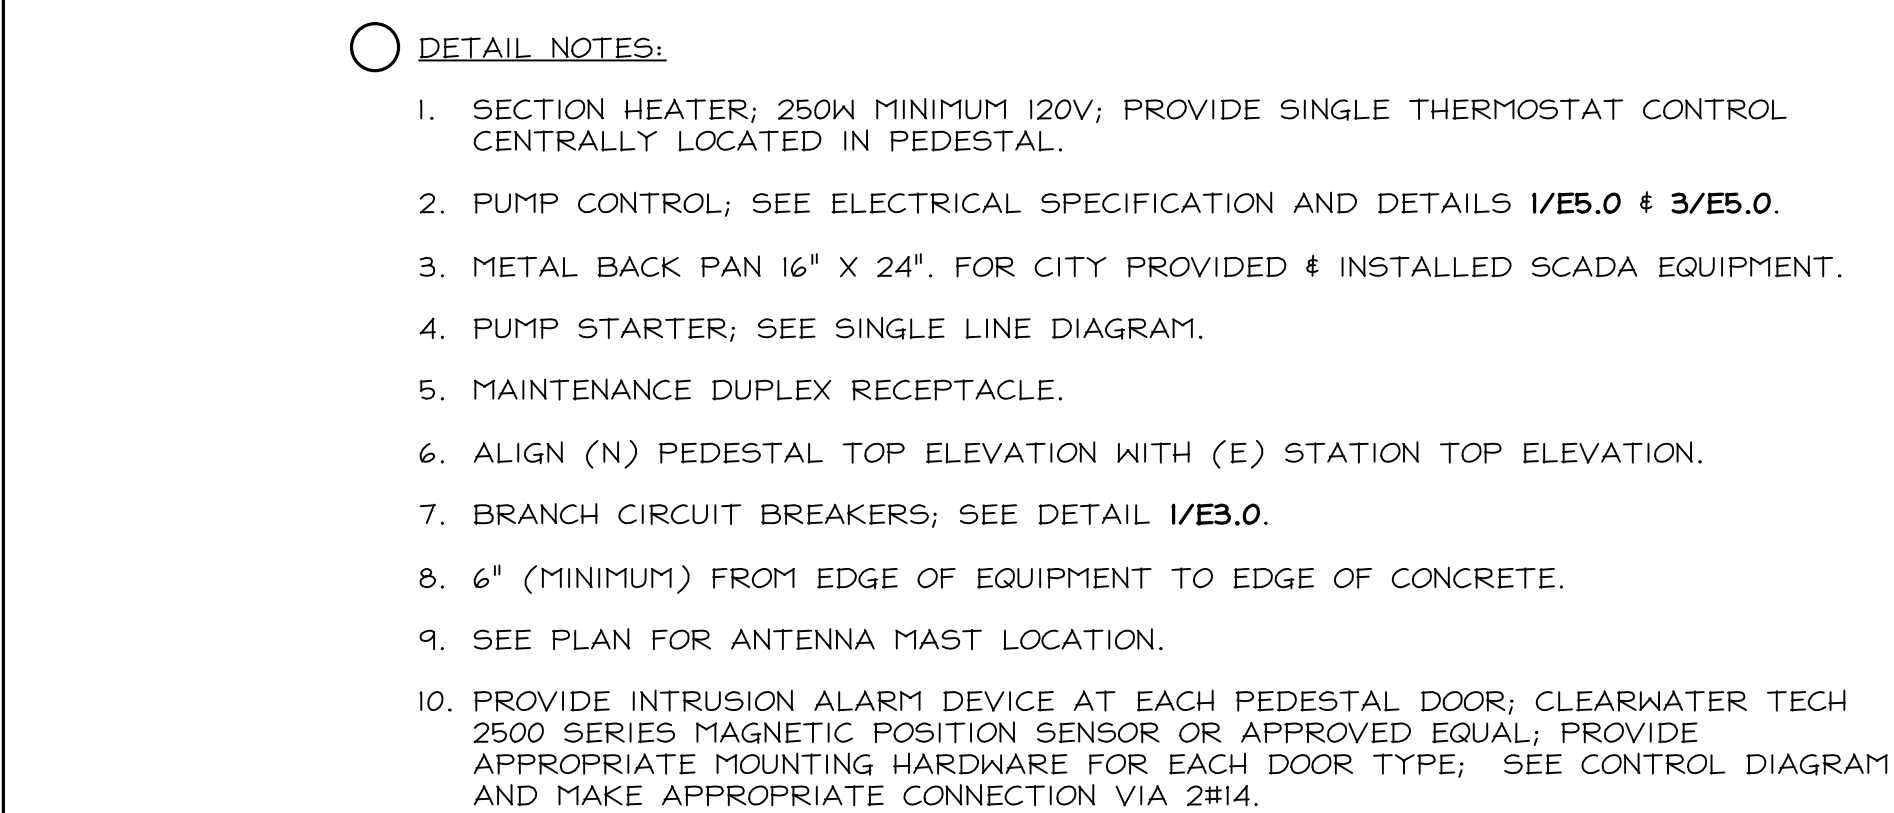 DETAIL NOTES:
1. SECTION HEATER; 250W MINIMUM 120V; PROVIDE SINGLE THERMOSTAT CONTROL
CENTRALLY LOCATED IN PEDESTAL.
2. PUMP CONTROL; SEE ELECTRICAL SPECIFICATION AND DETAILS 1/E5.0 & 3/E5.0.
3. METAL BACK PAN 16" X 24". FOR CITY PROVIDED & INSTALLED SCADA EQUIPMENT.
4. PUMP STARTER; SEE SINGLE LINE DIAGRAM.
5. MAINTENANCE DUPLEX RECEPTACLE.
6. ALIGN (N) PEDESTAL TOP ELEVATION WITH (E) STATION TOP ELEVATION.
7. BRANCH CIRCUIT BREAKERS; SEE DETAIL 1/E3.0.
8. 6" (MINIMUM) FROM EDGE OF EQUIPMENT TO EDGE OF CONCRETE.
9. SEE PLAN FOR ANTENNA MAST LOCATION.
10. PROVIDE INTRUSION ALARM DEVICE AT EACH PEDESTAL DOOR; CLEARWATER TECH
2500 SERIES MAGNETIC POSITION SENSOR OR APPROVED EQUAL; PROVIDE
APPROPRIATE MOUNTING HARDWARE FOR EACH DOOR TYPE; SEE CONTROL DIAGRAM
AND MAKE APPROPRIATE CONNECTION VIA 2#14.